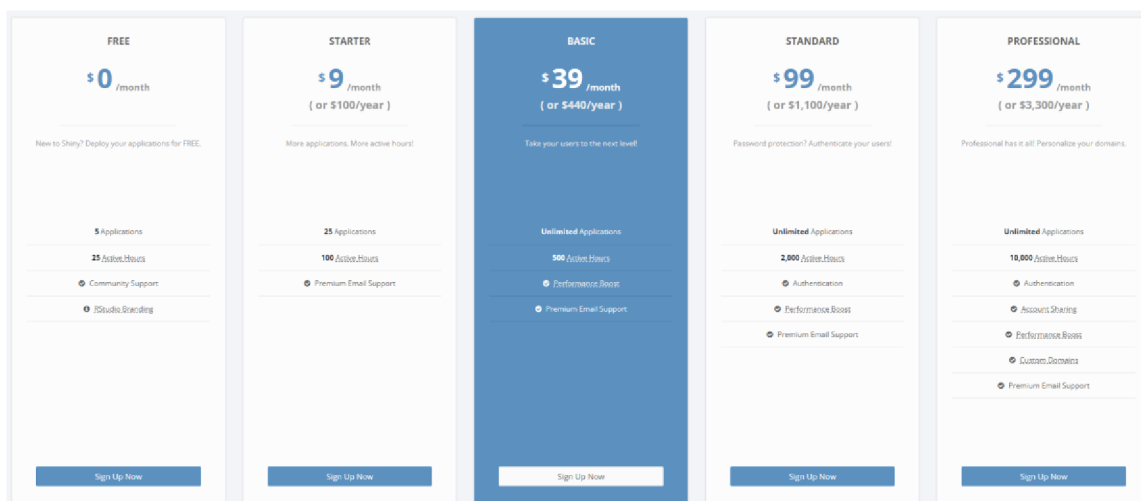 FREE
$0 /month
New to Shiny? Deploy your applications for FREE.
5 Applications
25 Active Hours
Community Support
RStudio Branding
Sign Up Now
STARTER
$9 /month
( or $100/year )
More applications. More active hours!
25 Applications
100 Active Hours
Premium Email Support
Sign Up Now
BASIC
$39 /month
( or $440/year )
Take your users to the next level!
Unlimited Applications
500 Active Hours
Performance Boost
Premium Email Support
Sign Up Now
STANDARD
$99 /month
( or $1,100/year )
Password protection? Authenticate your users!
Unlimited Applications
2,000 Active Hours
Authentication
Performance Boost
Premium Email Support
Sign Up Now
PROFESSIONAL
$299 /month
( or $3,300/year )
Professional has it all! Personalize your domains.
Unlimited Applications
10,000 Active Hours
Authentication
Account Sharing
Performance Boost
Custom Domains
Premium Email Support
Sign Up Now